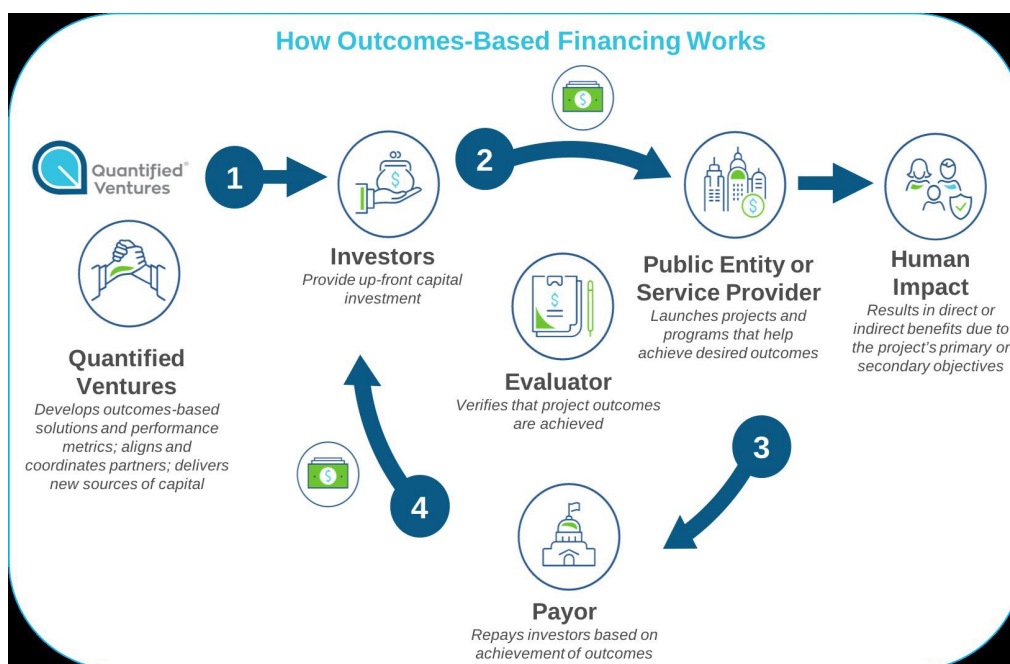 How Outcomes-Based Financing Works
Quantified®
Ventures
1
2
Investors
Provide up-front capital
investment
Public Entity or
Service Provider
Launches projects and
programs that help
achieve desired outcomes
Human
Impact
Results in direct or
indirect benefits due to
the project's primary or
secondary objectives
Quantified
Ventures
Develops outcomes-based
solutions and performance
metrics; aligns and
coordinates partners; delivers
new sources of capital
$
$
$
$
$
Evaluator
Verifies that project outcomes
are achieved
3
4
Payor
Repays investors based on
achievement of outcomes